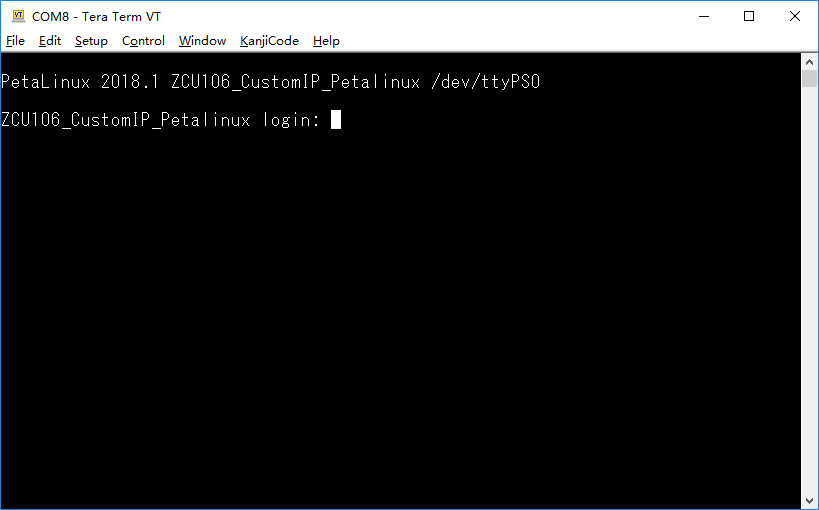 COM8 - Tera Term VT
File Edit Setup Control Window KanjiCode Help
PetaLinux 2018.1 ZCU106_CustomIP_Petalinux /dev/ttyPS0
ZCU106_CustomIP_Petalinux login: